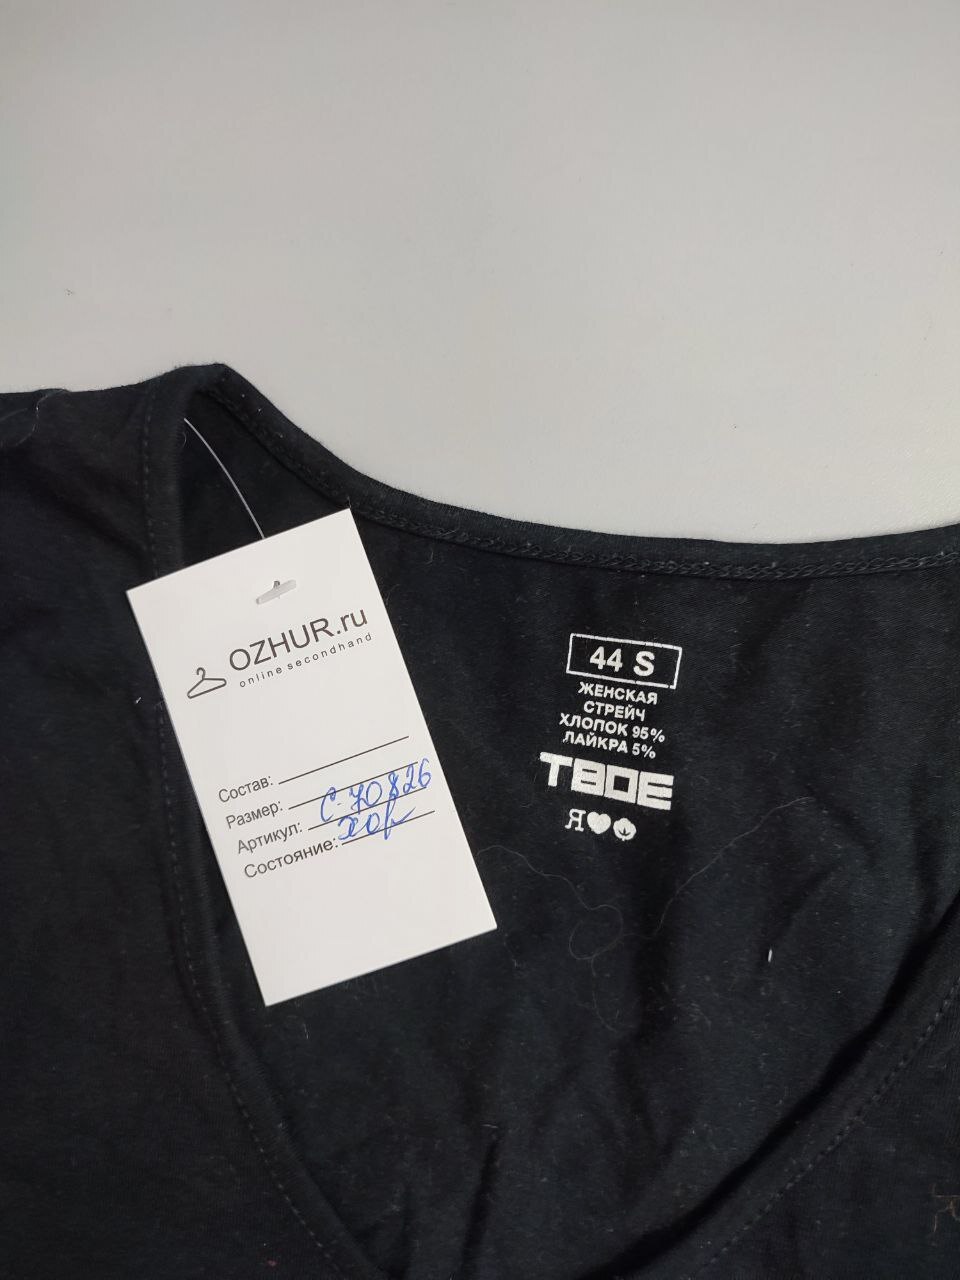 OZHUR.ru
online secondhand
Состав:
Размер:
Артикул: С-70826
Состояние: хор
44 S
ЖЕНСКАЯ
СТРЕЙЧ
ХЛОПОК 95%
ЛАЙКРА 5%
ТВОЕ
Я